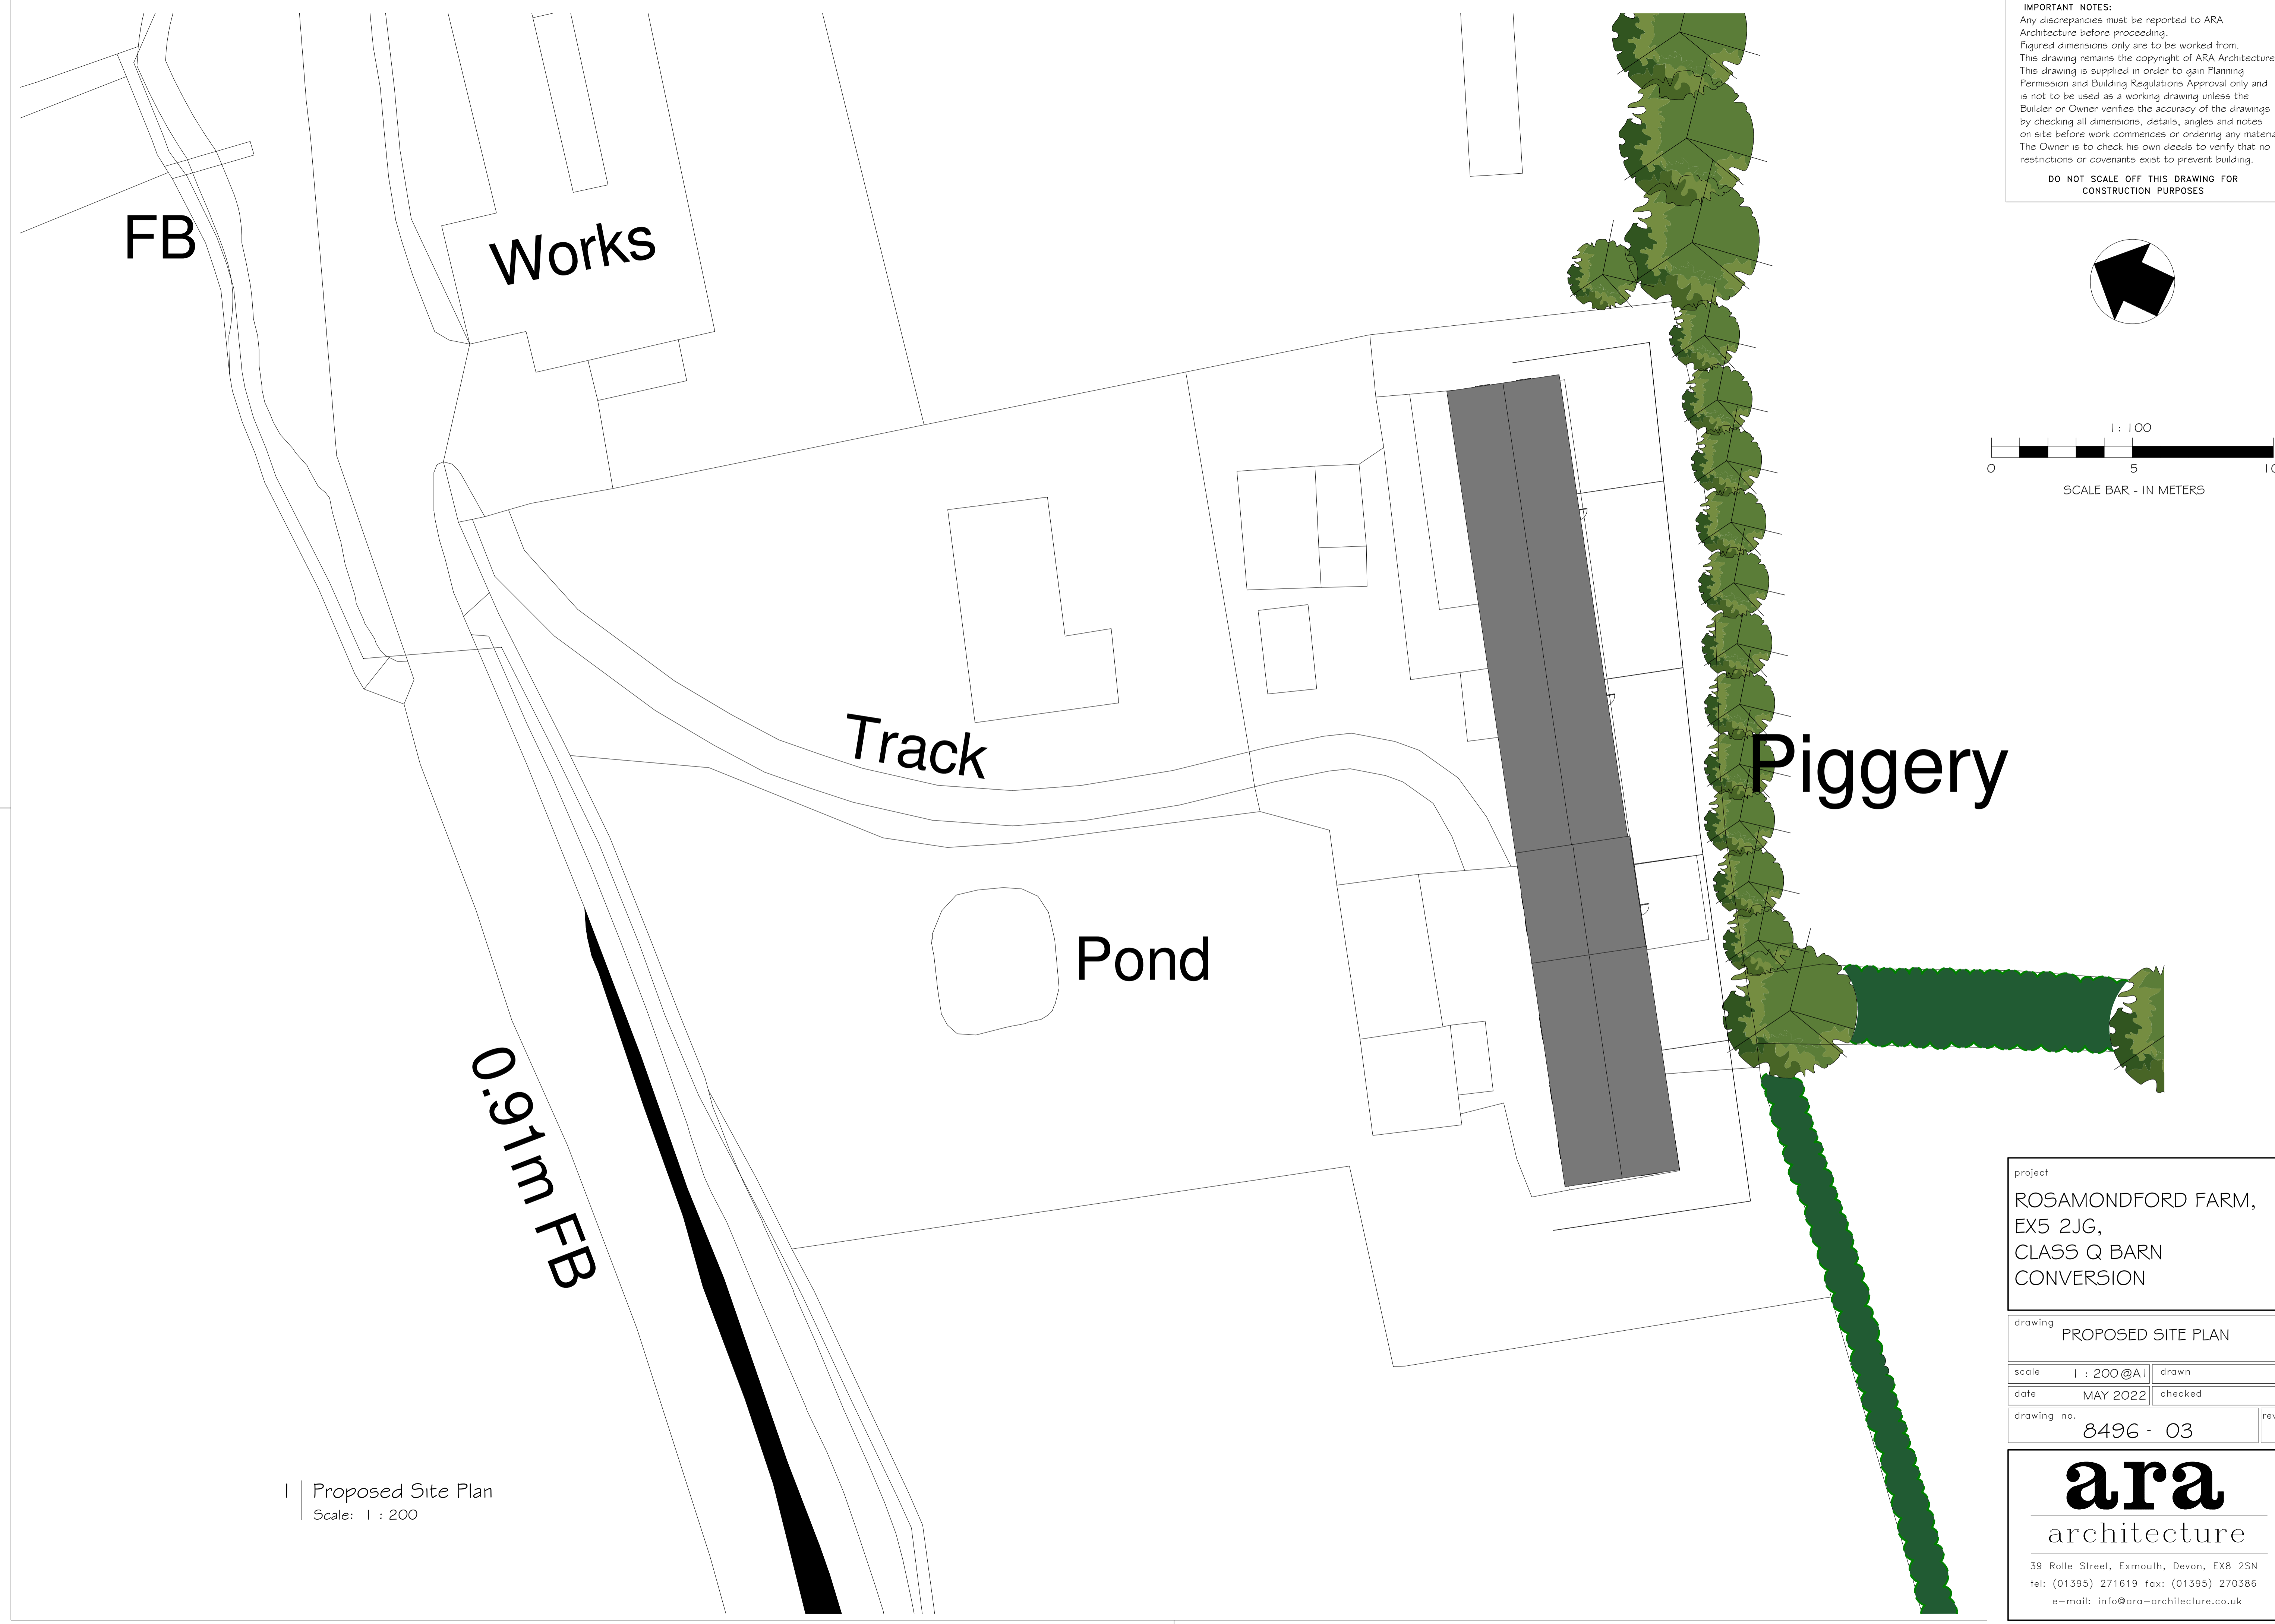 IMPORTANT NOTES:
Any discrepancies must be reported to ARA
Architecture before proceeding.
Figured dimensions only are to be worked from.
This drawing remains the copyright of ARA Architecture
This drawing is supplied in order to gain Planning
Permission and Building Regulations Approval only and
is not to be used as a working drawing unless the
Builder or Owner verifies the accuracy of the drawings
by checking all dimensions, details, angles and notes
on site before work commences or ordering any materia
The Owner is to check his own deeds to verify that no
restrictions or covenants exist to prevent building.
DO NOT SCALE OFF THIS DRAWING FOR
CONSTRUCTION PURPOSES
FB
Works
1: 100
0 5 10
SCALE BAR - IN METERS
Track
Piggery
Pond
0.91m FB
1 Proposed Site Plan
Scale: 1 : 200
project
ROSAMONDFORD FARM,
EX5 2JG,
CLASS Q BARN
CONVERSION
drawing
PROPOSED SITE PLAN
scale 1 : 200@A1 drawn
date MAY 2022 checked
drawing no. rev
8496 - 03
ara
architecture
39 Rolle Street, Exmouth, Devon, EX8 2SN
tel: (01395) 271619 fax: (01395) 270386
e-mail: info@ara-architecture.co.uk